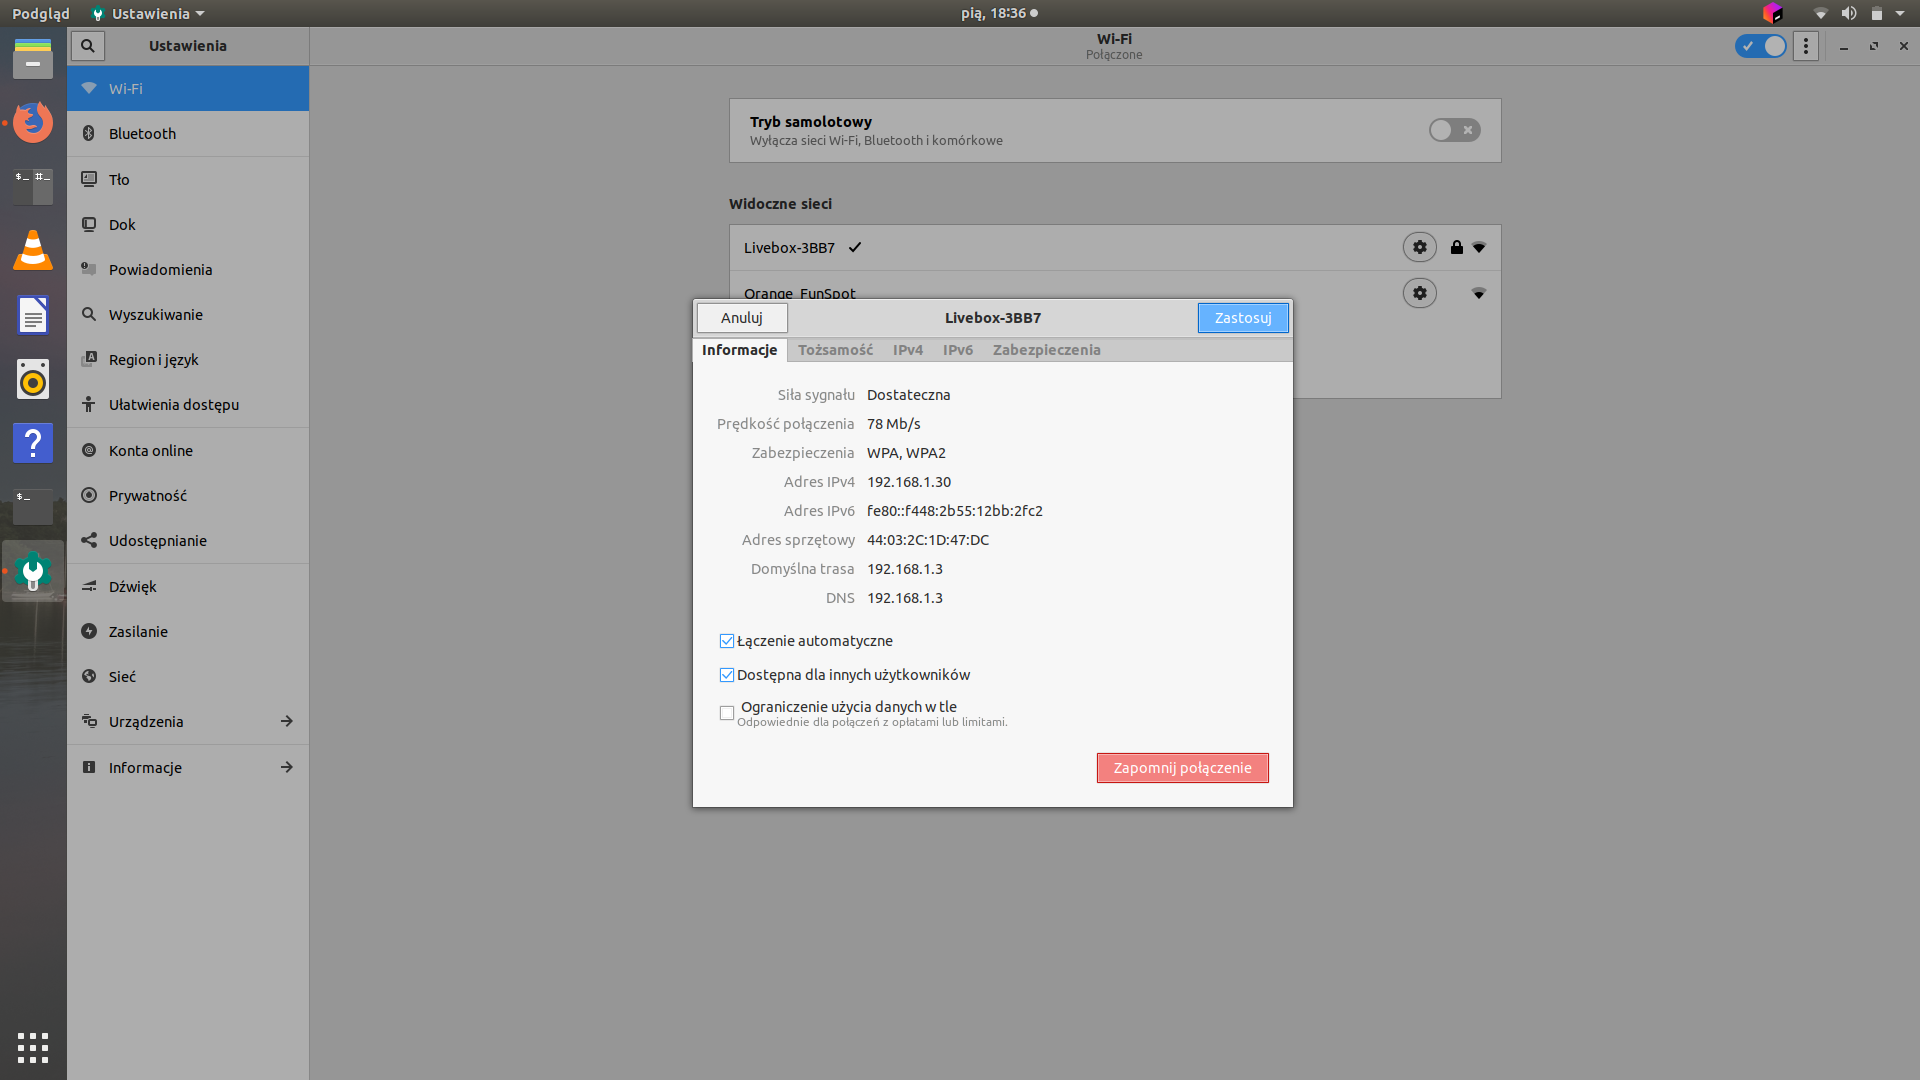 Podgląd
Ustawienia
pią, 18:36
Ustawienia
Wi-Fi
Połączone
Wi-Fi
Bluetooth
Tło
Dok
Powiadomienia
Wyszukiwanie
Region i język
Ułatwienia dostępu
Konta online
Prywatność
Udostępnianie
Dźwięk
Zasilanie
Sieć
Urządzenia
Informacje
Tryb samolotowy
Wyłącza sieci Wi-Fi, Bluetooth i komórkowe
Widoczne sieci
Livebox-3BB7
Orange_FunSpot
Anuluj
Livebox-3BB7
Zastosuj
Informacje Tożsamość IPv4 IPv6 Zabezpieczenia
Siła sygnału Dostateczna
Prędkość połączenia 78 Mb/s
Zabezpieczenia WPA, WPA2
Adres IPv4 192.168.1.30
Adres IPv6 fe80::f448:2b55:12bb:2fc2
Adres sprzętowy 44:03:2C:1D:47:DC
Domyślna trasa 192.168.1.3
DNS 192.168.1.3
Łączenie automatyczne
Dostępna dla innych użytkowników
Ograniczenie użycia danych w tle
Odpowiednie dla połączeń z opłatami lub limitami.
Zapomnij połączenie